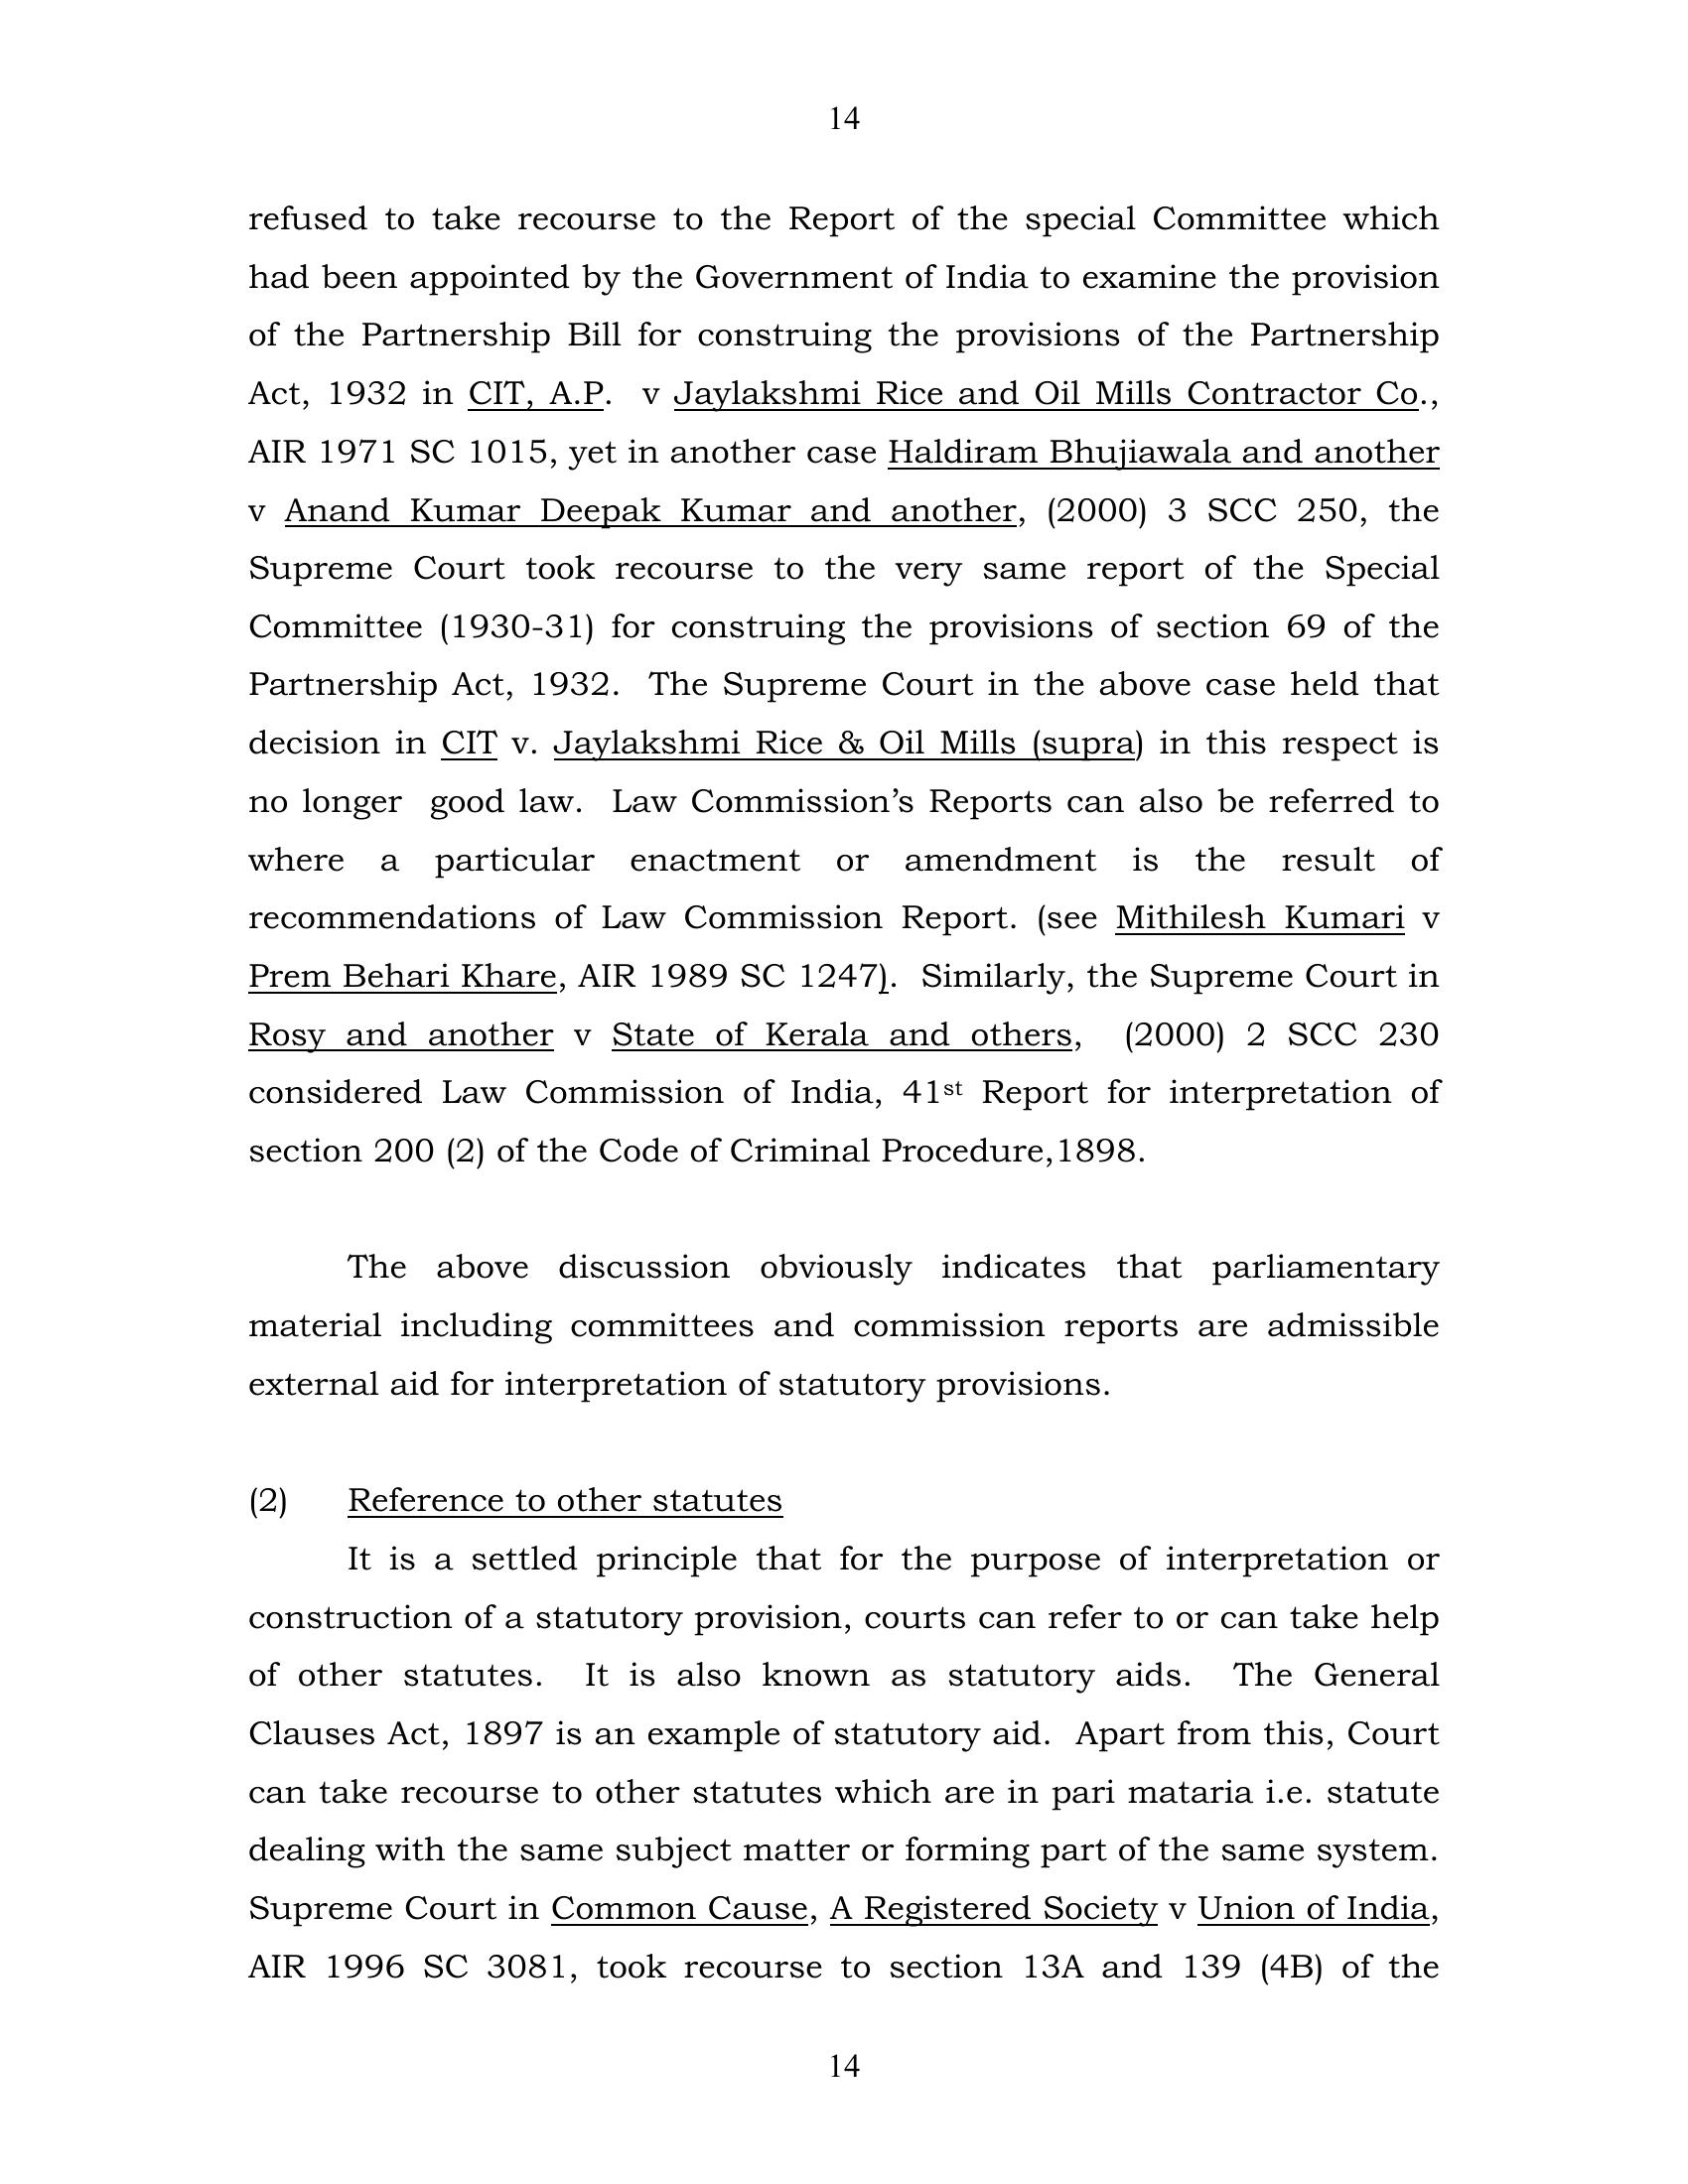 14
refused to take recourse to the Report of the special Committee which
had been appointed by the Government of India to examine the provision
of the Partnership Bill for construing the provisions of the Partnership
Act, 1932 in CIT, A.P.  v Jaylakshmi Rice and Oil Mills Contractor Co.,
AIR 1971 SC 1015, yet in another case Haldiram Bhujiawala and another
v Anand Kumar Deepak Kumar and another, (2000) 3 SCC 250, the
Supreme Court took recourse to the very same report of the Special
Committee (1930-31) for construing the provisions of section 69 of the
Partnership Act, 1932.  The Supreme Court in the above case held that
decision in CIT v. Jaylakshmi Rice & Oil Mills (supra) in this respect is
no longer  good law.  Law Commission’s Reports can also be referred to
where a particular enactment or amendment is the result of
recommendations of Law Commission Report. (see Mithilesh Kumari v
Prem Behari Khare, AIR 1989 SC 1247).  Similarly, the Supreme Court in
Rosy and another v State of Kerala and others,  (2000) 2 SCC 230
considered Law Commission of India, 41st Report for interpretation of
section 200 (2) of the Code of Criminal Procedure,1898.
The above discussion obviously indicates that parliamentary
material including committees and commission reports are admissible
external aid for interpretation of statutory provisions.
(2) Reference to other statutes
It is a settled principle that for the purpose of interpretation or
construction of a statutory provision, courts can refer to or can take help
of other statutes.  It is also known as statutory aids.  The General
Clauses Act, 1897 is an example of statutory aid.  Apart from this, Court
can take recourse to other statutes which are in pari mataria i.e. statute
dealing with the same subject matter or forming part of the same system.
Supreme Court in Common Cause, A Registered Society v Union of India,
AIR 1996 SC 3081, took recourse to section 13A and 139 (4B) of the
14